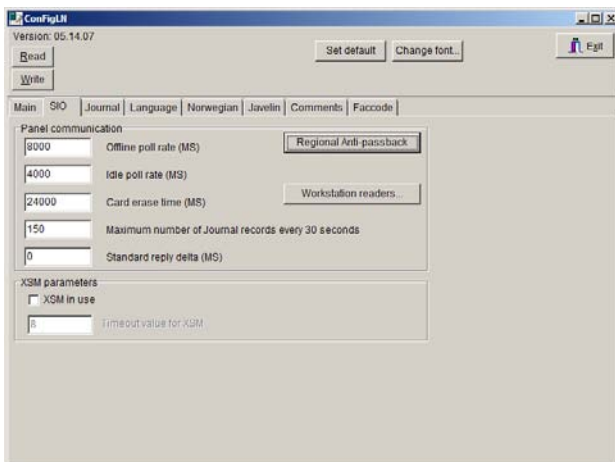 ConFigLN
Version: 05.14.07
Read
Set default
Change font...
Exit
Write
Main SIO Journal Language Norwegian Javelin Comments Faccode
Panel communication
8000 Offline poll rate (MS) Regional Anti-passback
4000 Idle poll rate (MS)
24000 Card erase time (MS) Workstation readers...
150 Maximum number of Journal records every 30 seconds
0 Standard reply delta (MS)
XSM parameters
XSM in use
8 Timeout value for XSM